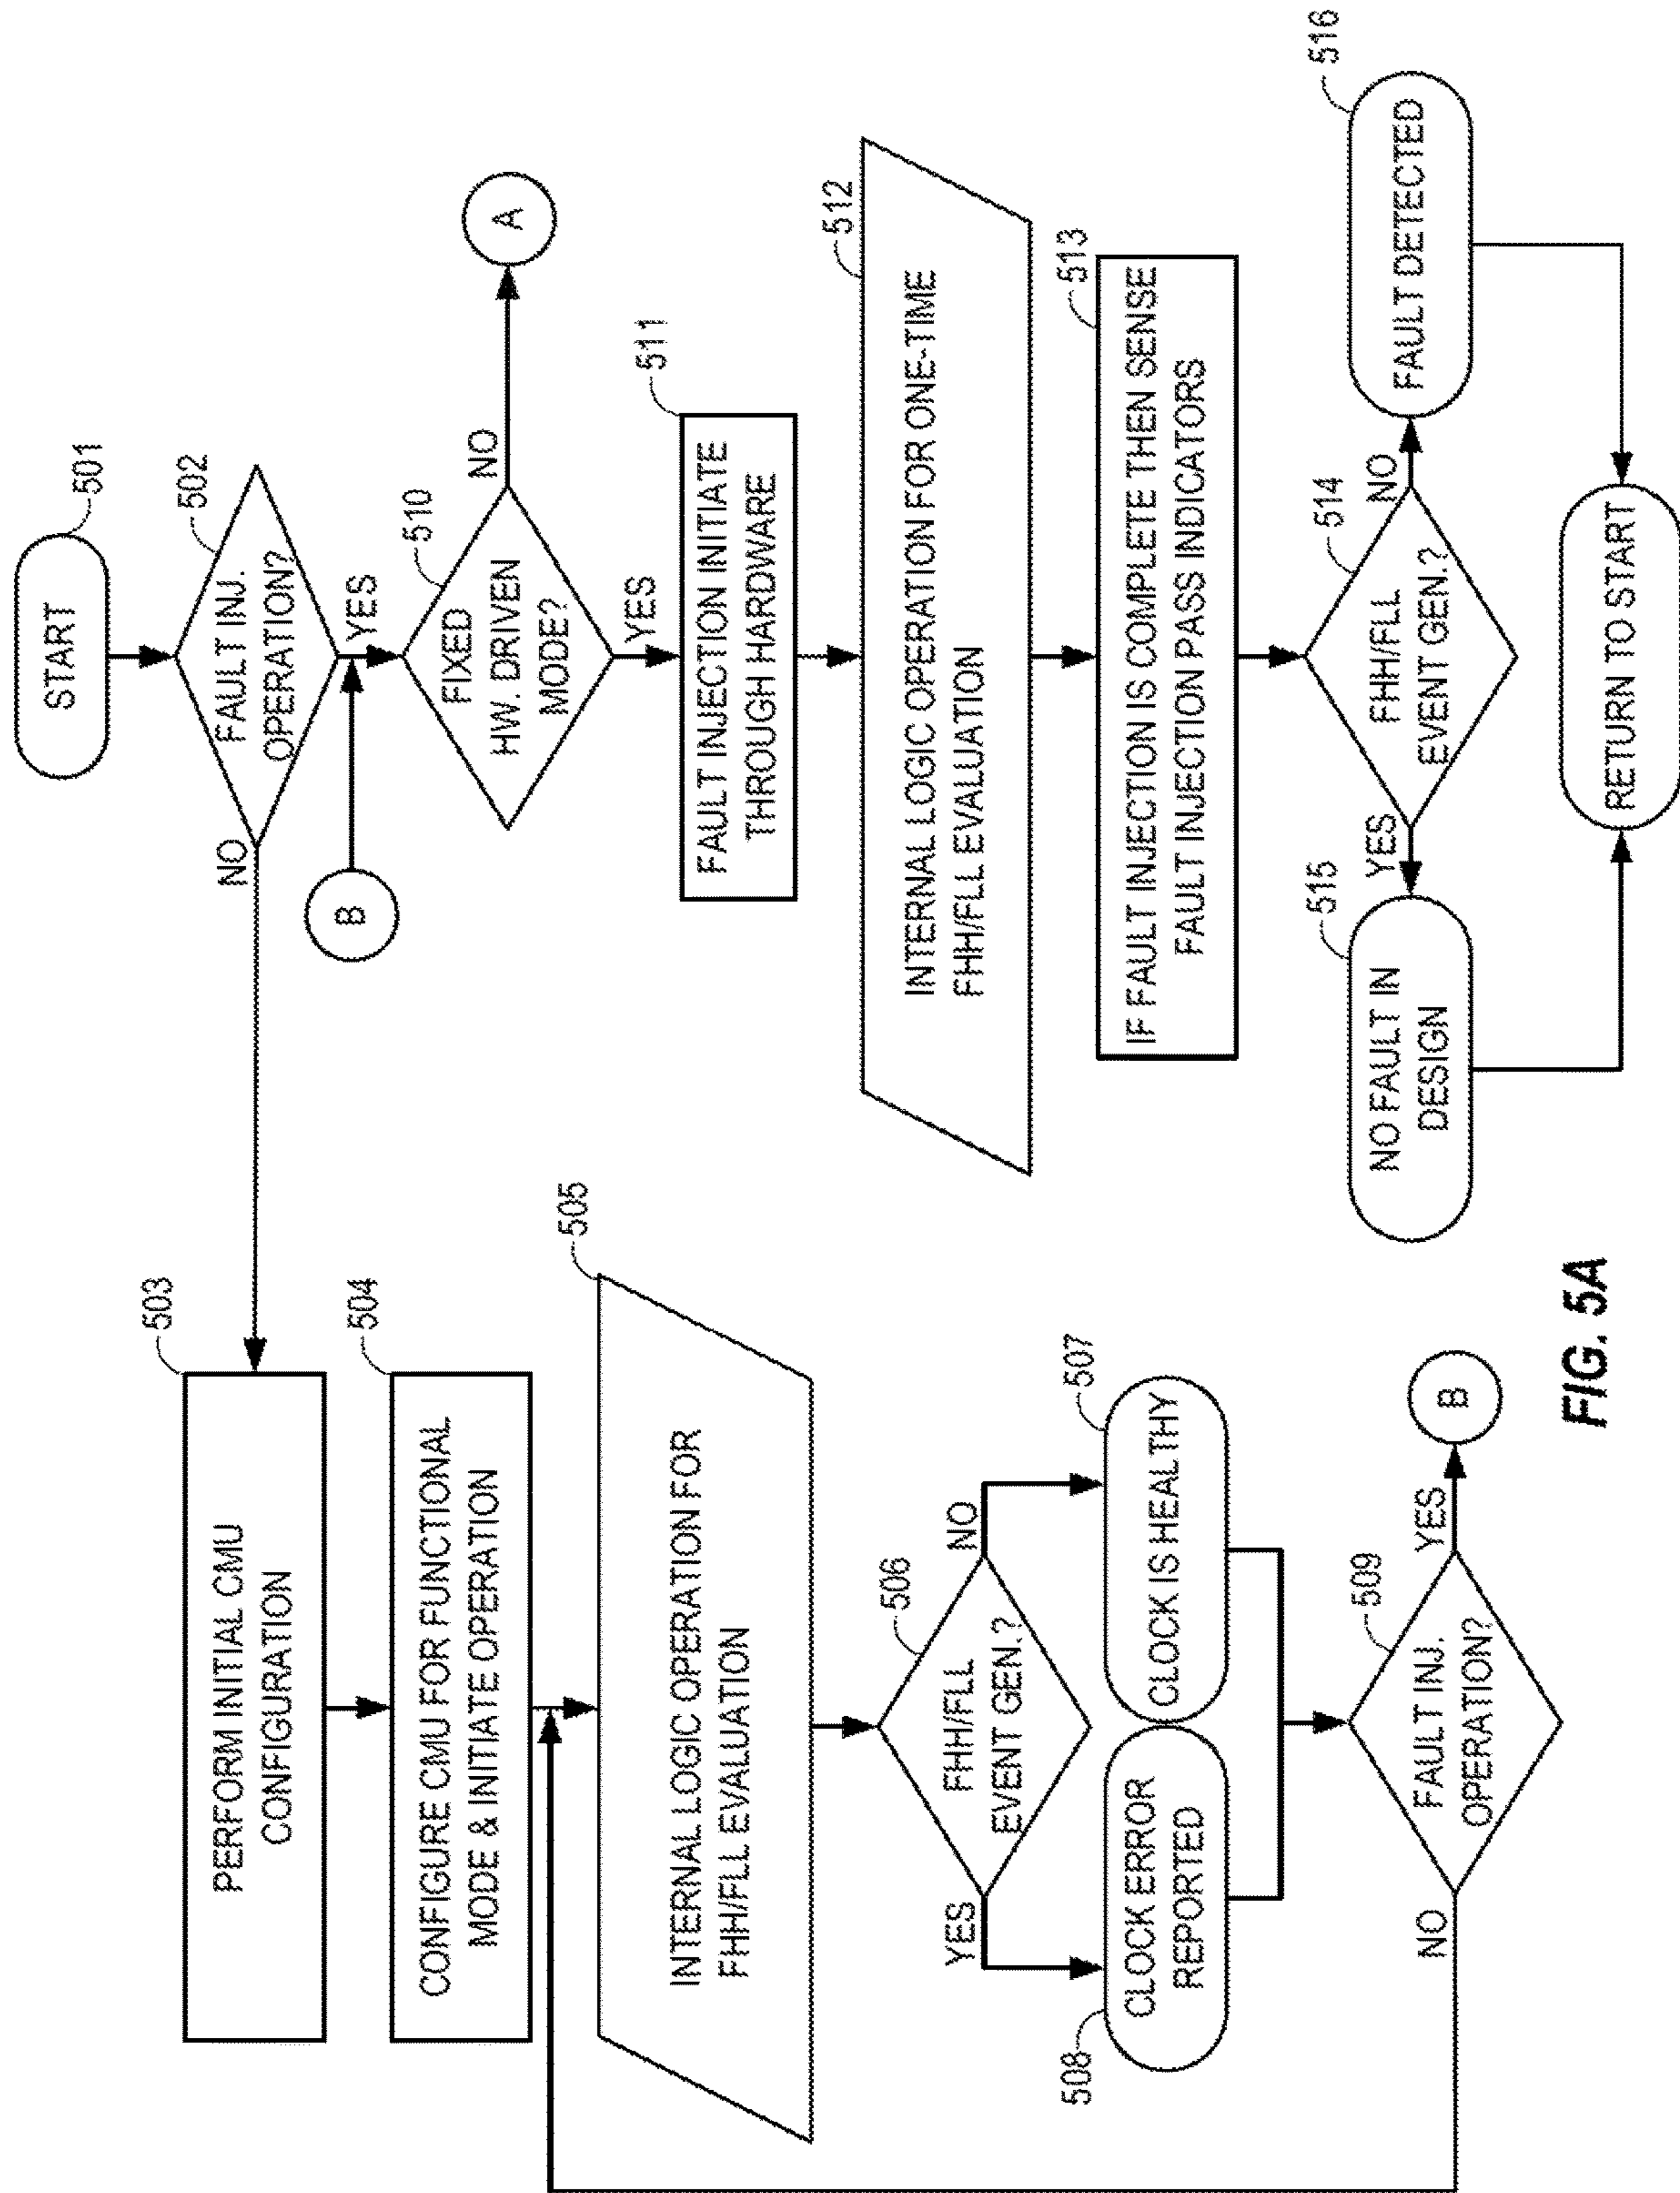 START
501
FAULT INJ.
OPERATION?
502
NO
YES
B
FIXED
HW. DRIVEN
MODE?
510
NO
A
YES
FAULT INJECTION INITIATE
THROUGH HARDWARE
511
INTERNAL LOGIC OPERATION FOR ONE-TIME
FHH/FLL EVALUATION
512
IF FAULT INJECTION IS COMPLETE THEN SENSE
FAULT INJECTION PASS INDICATORS
513
FHH/FLL
EVENT GEN.?
514
YES
NO
NO FAULT IN
DESIGN
515
FAULT DETECTED
516
RETURN TO START
PERFORM INITIAL CMU
CONFIGURATION
503
CONFIGURE CMU FOR FUNCTIONAL
MODE & INITIATE OPERATION
504
INTERNAL LOGIC OPERATION FOR
FHH/FLL EVALUATION
505
FHH/FLL
EVENT GEN.?
506
YES
NO
CLOCK ERROR
REPORTED
508
CLOCK IS HEALTHY
507
FAULT INJ.
OPERATION?
509
NO
YES
B
FIG. 5A